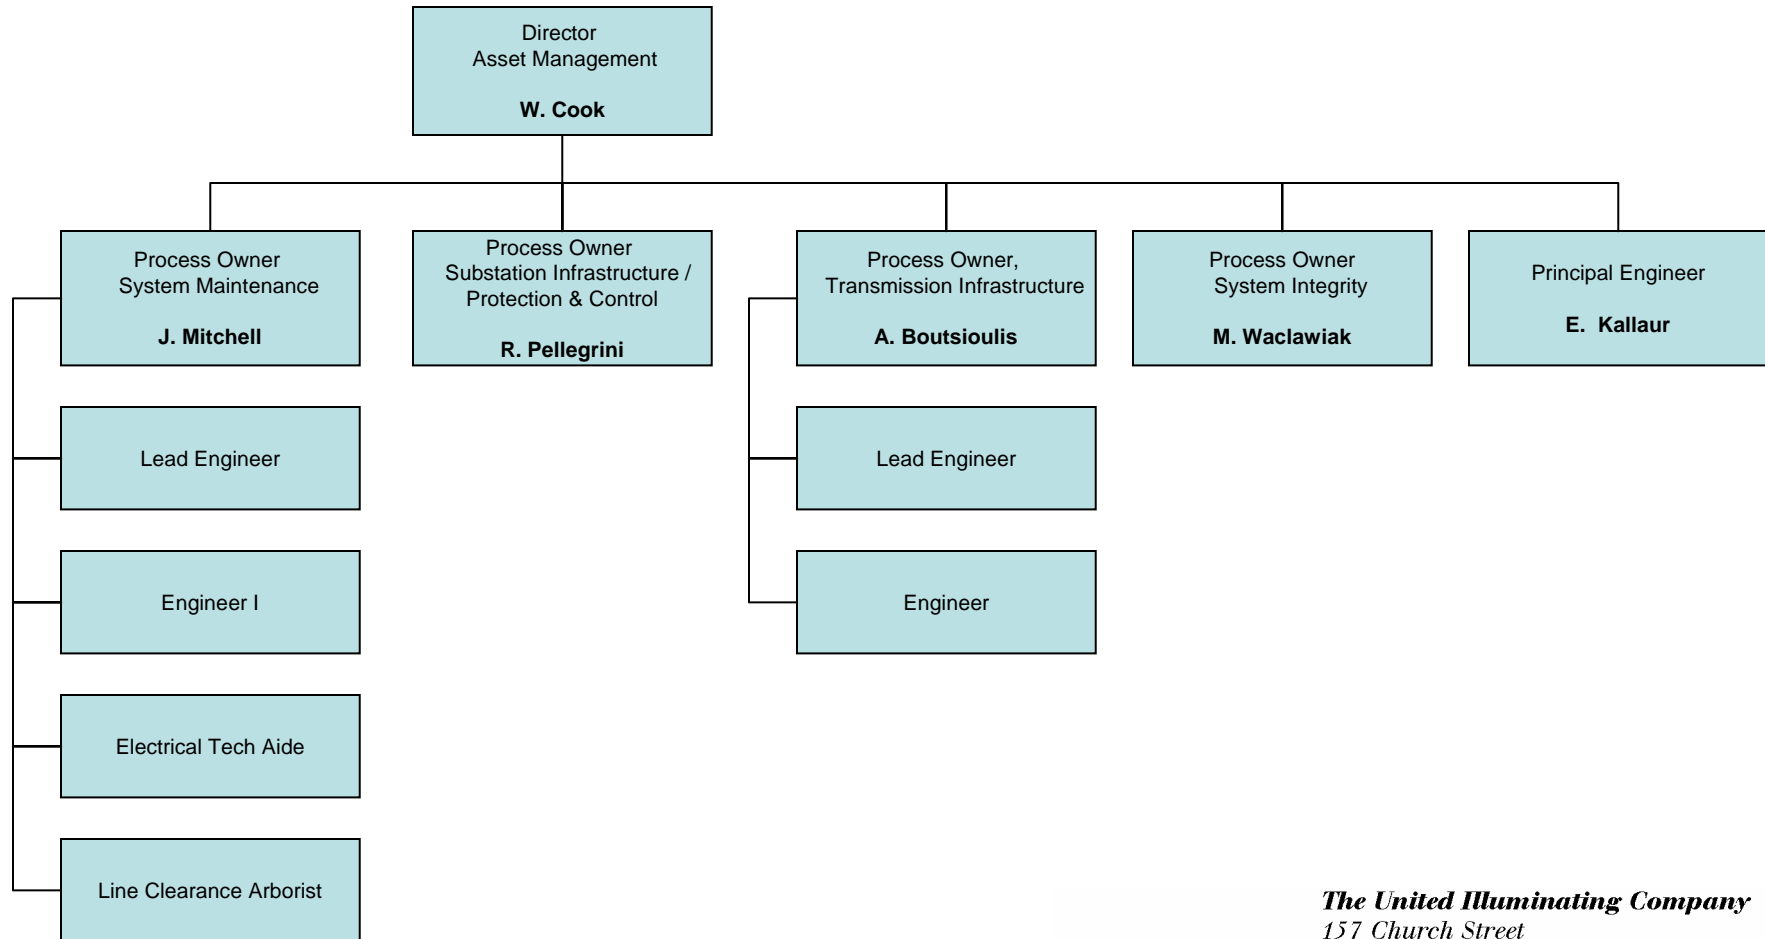 Director
Asset Management
W. Cook
Process Owner
System Maintenance
J. Mitchell
Process Owner
Substation Infrastructure /
Protection & Control
R. Pellegrini
Process Owner,
Transmission Infrastructure
A. Boutsioulis
Process Owner
System Integrity
M. Waclawiak
Principal Engineer
E. Kallaur
Lead Engineer
Engineer I
Electrical Tech Aide
Line Clearance Arborist
Lead Engineer
Engineer
The United Illuminating Company
157 Church Street